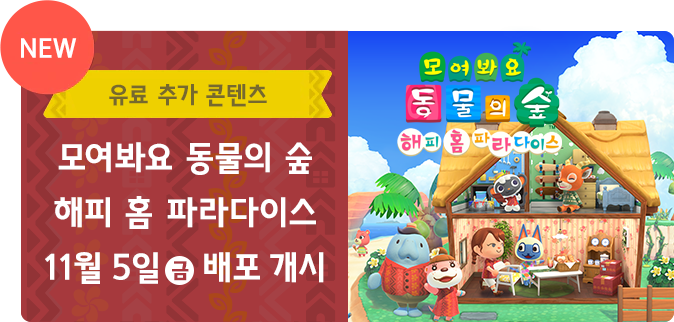 NEW
유료 추가 콘텐츠
모여봐요 동물의 숲
해피 홈 파라다이스
11월 5일 금 배포 개시
모여봐요
동물의 숲
해피 홈 파라다이스